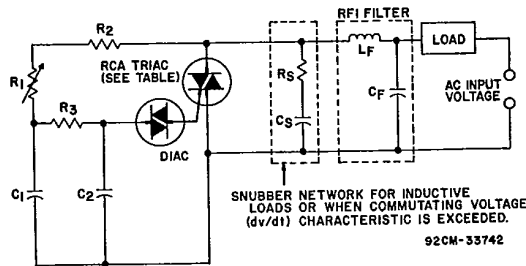 RFI FILTER
R2
LF
LOAD
RCA TRIAC
(SEE TABLE)
RS
R1
CF
AC INPUT
VOLTAGE
R3
CS
DIAC
C1
C2
SNUBBER NETWORK FOR INDUCTIVE
LOADS OR WHEN COMMUTATING VOLTAGE
(dv/dt) CHARACTERISTIC IS EXCEEDED.
92CM-33742